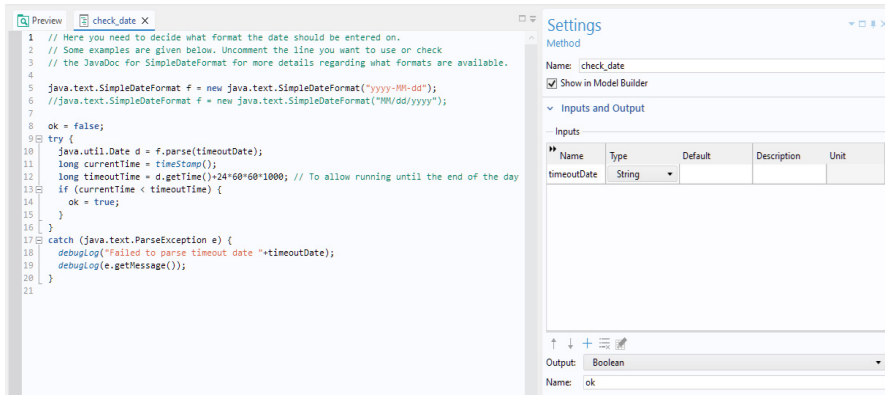 Preview
check_date
1 // Here you need to decide what format the date should be entered on.
2 // Some examples are given below. Uncomment the line you want to use or check
3 // the JavaDoc for SimpleDateFormat for more details regarding what formats are available.
4
5 java.text.SimpleDateFormat f = new java.text.SimpleDateFormat("yyyy-MM-dd");
6 //java.text.SimpleDateFormat f = new java.text.SimpleDateFormat("MM/dd/yyyy");
7
8 ok = false;
9 try {
10 java.util.Date d = f.parse(timeoutDate);
11 long currentTime = timeStamp();
12 long timeoutTime = d.getTime()+24*60*60*1000; // To allow running until the end of the day
13 if (currentTime < timeoutTime) {
14 ok = true;
15 }
16 }
17 catch (java.text.ParseException e) {
18 debugLog("Failed to parse timeout date "+timeoutDate);
19 debugLog(e.getMessage());
20 }
21
Settings
Method
Name: check_date
Show in Model Builder
Inputs and Output
Inputs
Name Type Default Description Unit
timeoutDate String
Output: Boolean
Name: ok